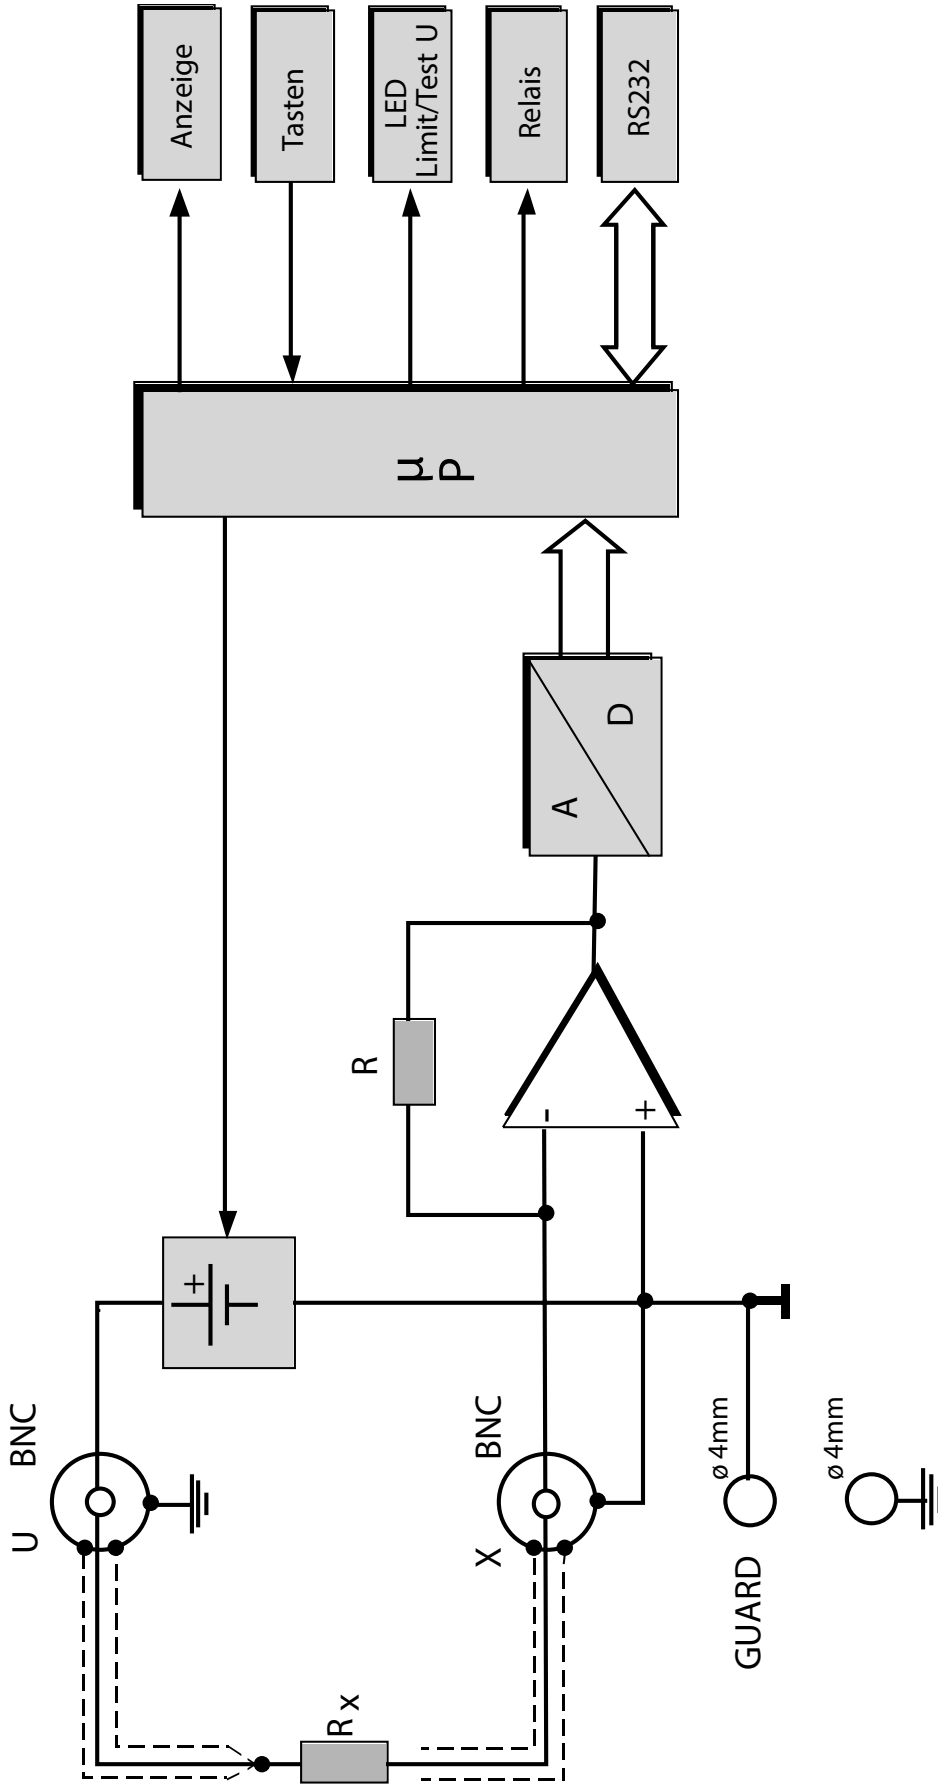 Anzeige
Tasten
LED
Limit/Test U
Relais
RS232
µP
A
D
R
-
+
+
BNC
U
BNC
X
Rx
ø 4mm
GUARD
ø 4mm